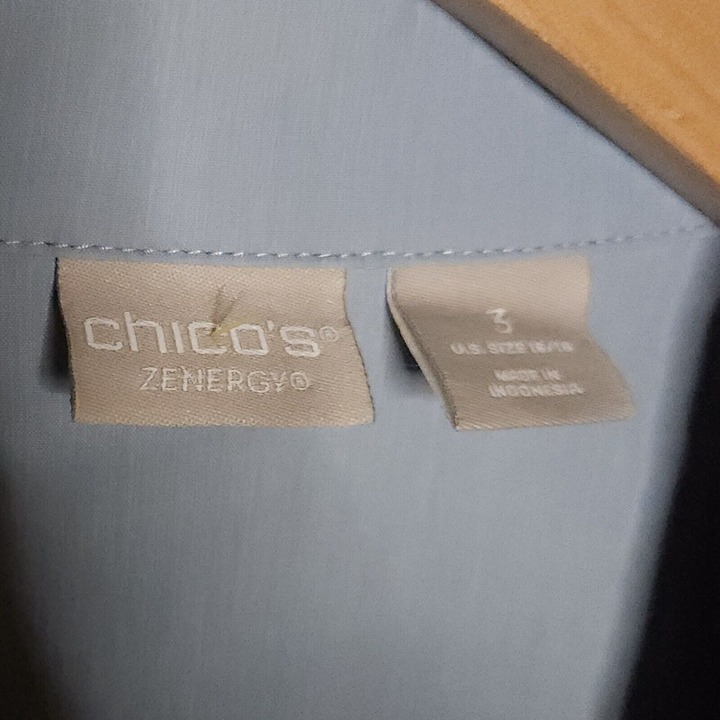 chico's®
ZENERGY®
3
U.S. SIZE 16/18
MADE IN
INDONESIA